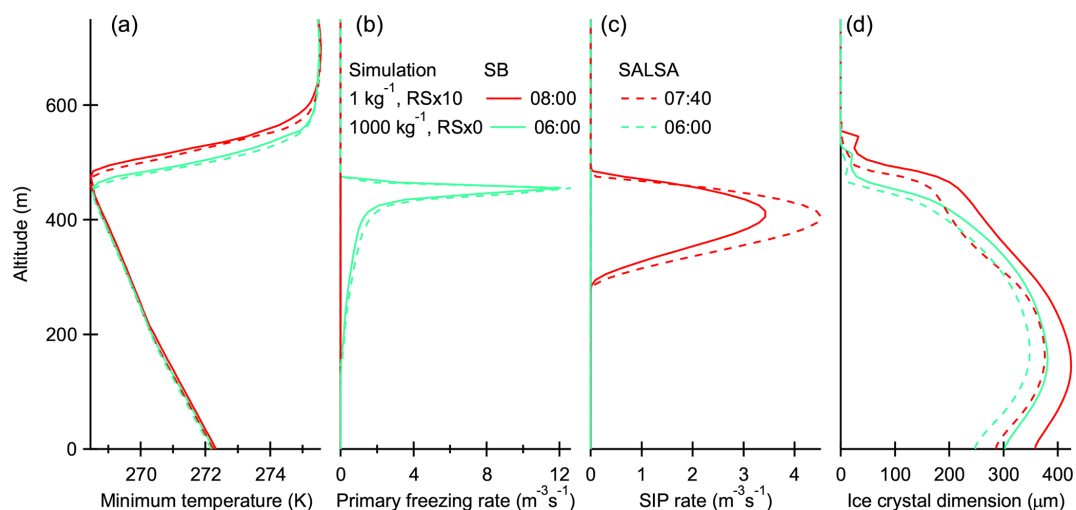 (a) (b) (c) (d)
Simulation SB SALSA
1 kg⁻¹, RSx10 08:00 07:40
1000 kg⁻¹, RSx0 06:00 06:00
Altitude (m)
600
400
200
0
270 272 274 0 4 8 12 0 1 2 3 4 0 100 200 300 400
Minimum temperature (K) Primary freezing rate (m⁻³s⁻¹) SIP rate (m⁻³s⁻¹) Ice crystal dimension (μm)